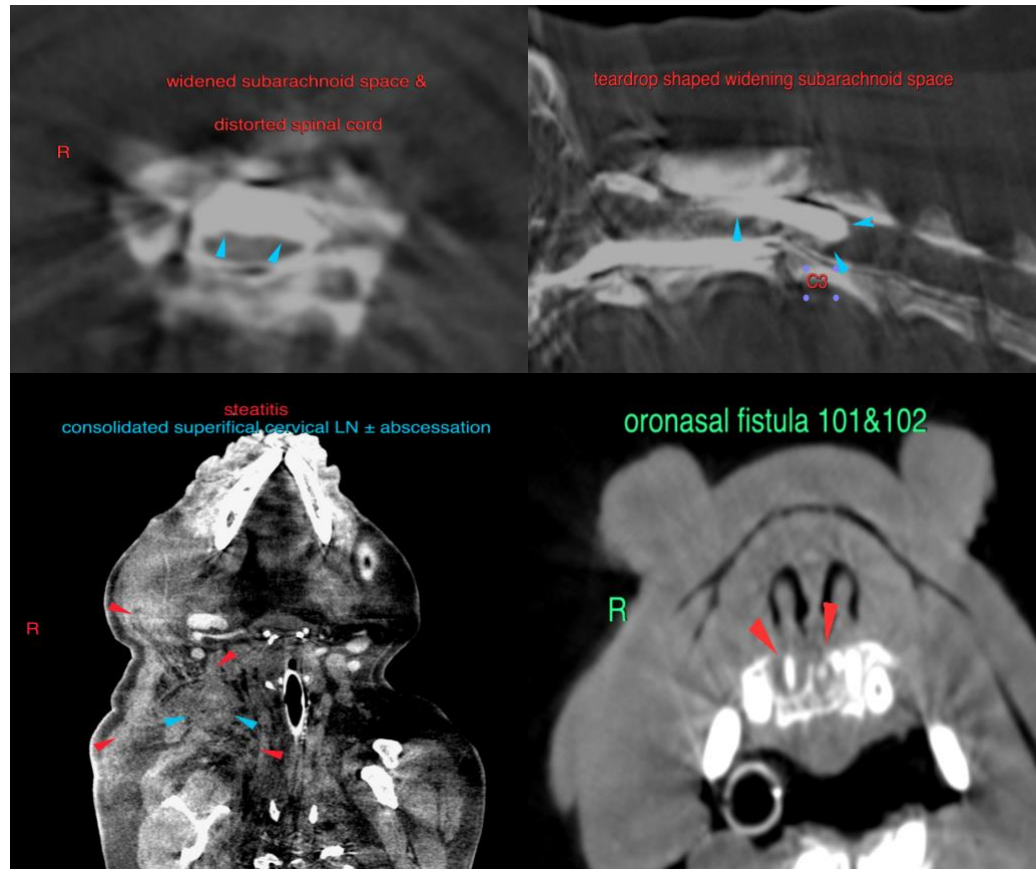 widened subarachnoid space &
distorted spinal cord
R
teardrop shaped widening subarachnoid space
C3
steatitis
consolidated superifical cervical LN ± abscessation
R
oronasal fistula 101&102
R